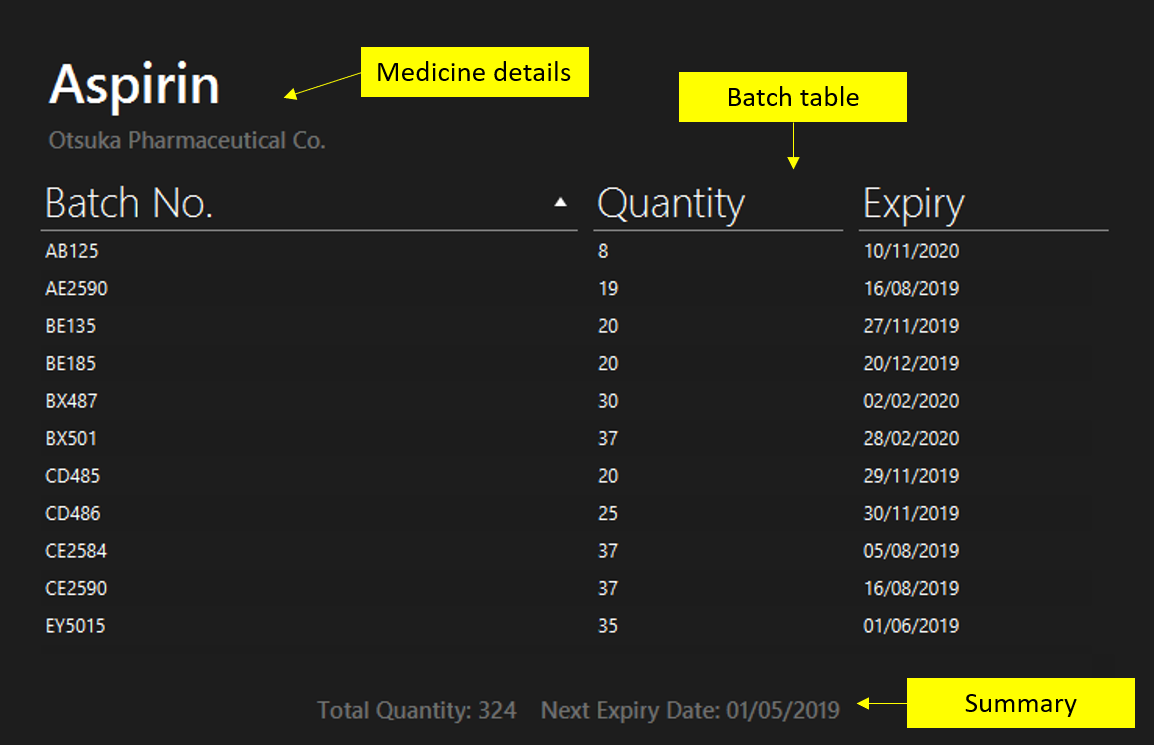 Aspirin
Medicine details
Batch table
Otsuka Pharmaceutical Co.
Batch No. ▲ Quantity Expiry
AB125 8 10/11/2020
AE2590 19 16/08/2019
BE135 20 27/11/2019
BE185 20 20/12/2019
BX487 30 02/02/2020
BX501 37 28/02/2020
CD485 20 29/11/2019
CD486 25 30/11/2019
CE2584 37 05/08/2019
CE2590 37 16/08/2019
EY5015 35 01/06/2019
Total Quantity: 324 Next Expiry Date: 01/05/2019
Summary